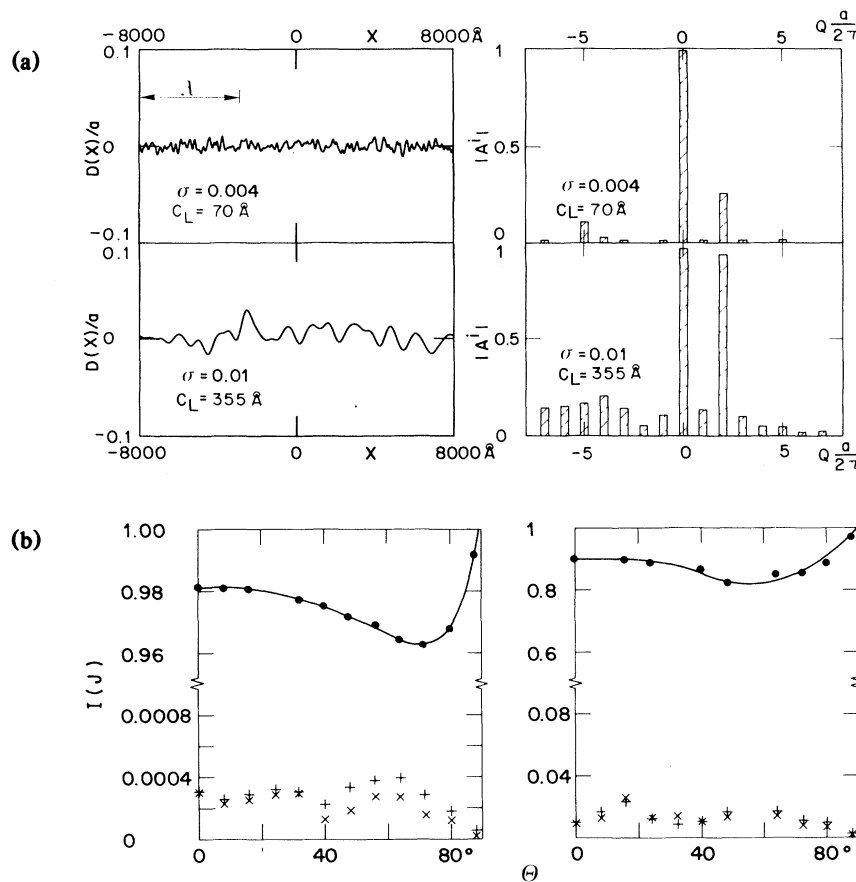 (a)
-8000 0 X 8000 Å
0.1
D(X)/a
0
-0.1
λ
σ = 0.004
C_L = 70 Å
0.1
D(X)/a
0
-0.1
σ = 0.01
C_L = 355 Å
-8000 0 X 8000 Å
-5 0 5 Q a/2π
1
|A^i|
0.5
0
σ = 0.004
C_L = 70 Å
|A^i|
0.5
0
σ = 0.01
C_L = 355 Å
-5 0 5 Q a/2π
(b)
I(J)
1.00
0.98
0.96
0.0008
0.0004
0
0 40 80°
1
0.8
0.6
0.08
0.04
0 40 80°
Θ